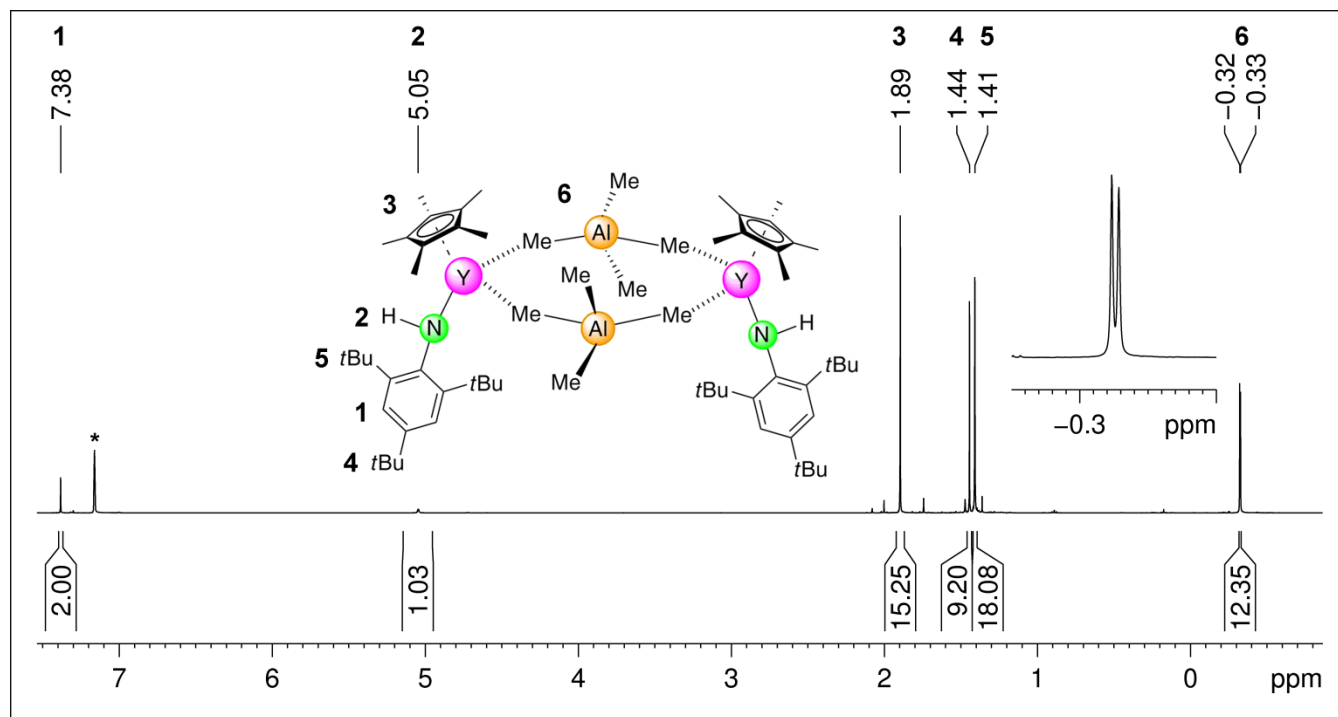 1 2 3 4 5 6
7.38 5.05 1.89 1.44 1.41 −0.32 −0.33
3 6 Me
Al
Me Me
Y Me Me Y
Me Me
2 H N Al N H
5 tBu tBu Me tBu tBu
1
4 tBu tBu
*
−0.3 ppm
2.00 1.03 15.25 9.20 18.08 12.35
7 6 5 4 3 2 1 0 ppm